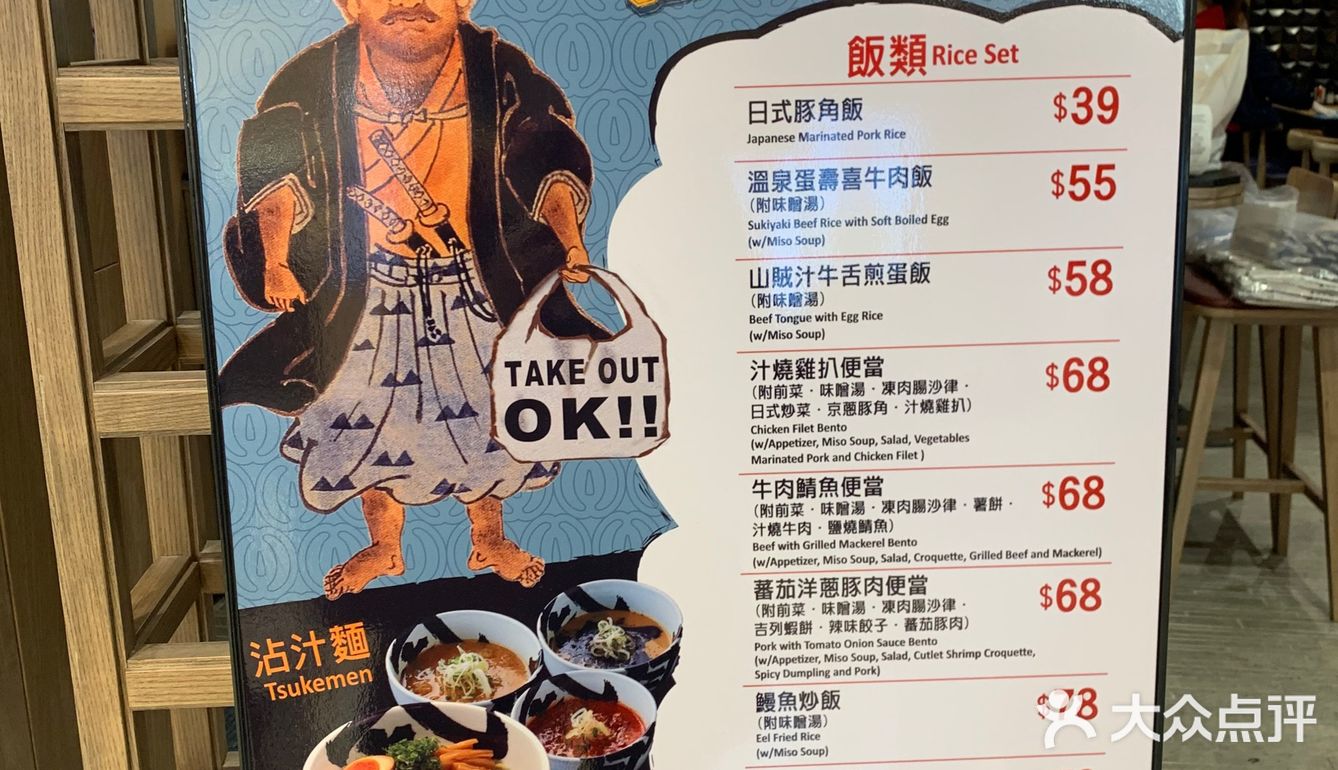 飯類 Rice Set
日式豚角飯 $39
Japanese Marinated Pork Rice
溫泉蛋壽喜牛肉飯 $55
（附味噌湯）
Sukiyaki Beef Rice with Soft Boiled Egg
(w/Miso Soup)
山賊汁牛舌煎蛋飯 $58
（附味噌湯）
Beef Tongue with Egg Rice
(w/Miso Soup)
汁燒雞扒便當 $68
（附前菜．味噌湯．凍肉腸沙律．
日式炒菜．京蔥豚角．汁燒雞扒）
Chicken Filet Bento
(w/Appetizer, Miso Soup, Salad, Vegetables
Marinated Pork and Chicken Filet )
牛肉鯖魚便當 $68
（附前菜．味噌湯．凍肉腸沙律．薯餅．
汁燒牛肉．鹽燒鯖魚）
Beef with Grilled Mackerel Bento
(w/Appetizer, Miso Soup, Salad, Croquette, Grilled Beef and Mackerel)
蕃茄洋蔥豚肉便當 $68
（附前菜．味噌湯．凍肉腸沙律．
吉列蝦餅．辣味餃子．蕃茄豚肉）
Pork with Tomato Onion Sauce Bento
(w/Appetizer, Miso Soup, Salad, Cutlet Shrimp Croquette,
Spicy Dumpling and Pork)
鰻魚炒飯 $78
（附味噌湯）
Eel Fried Rice
(w/Miso Soup)
TAKE OUT
OK!!
沾汁麵
Tsukemen
大众点评